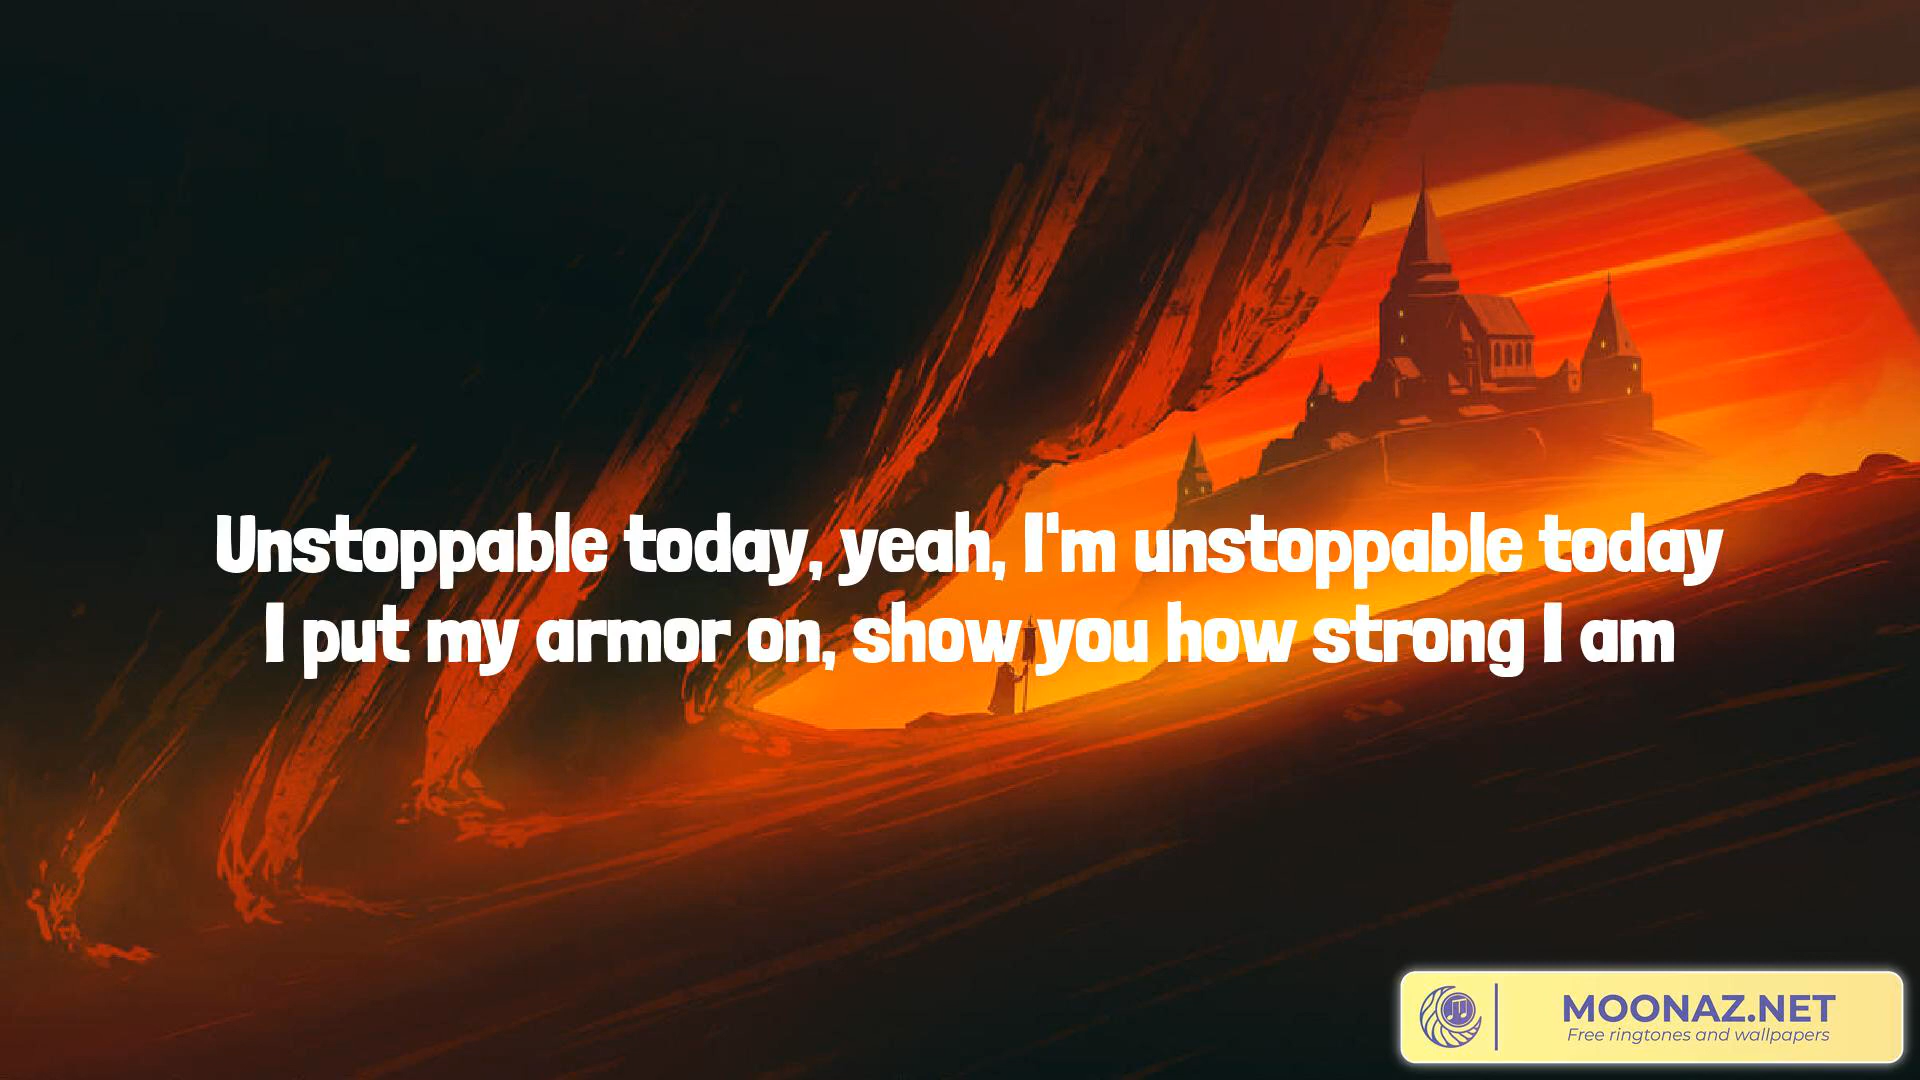 Unstoppable today, yeah, I'm unstoppable today
I put my armor on, show you how strong I am
MOONAZ.NET
Free ringtones and wallpapers